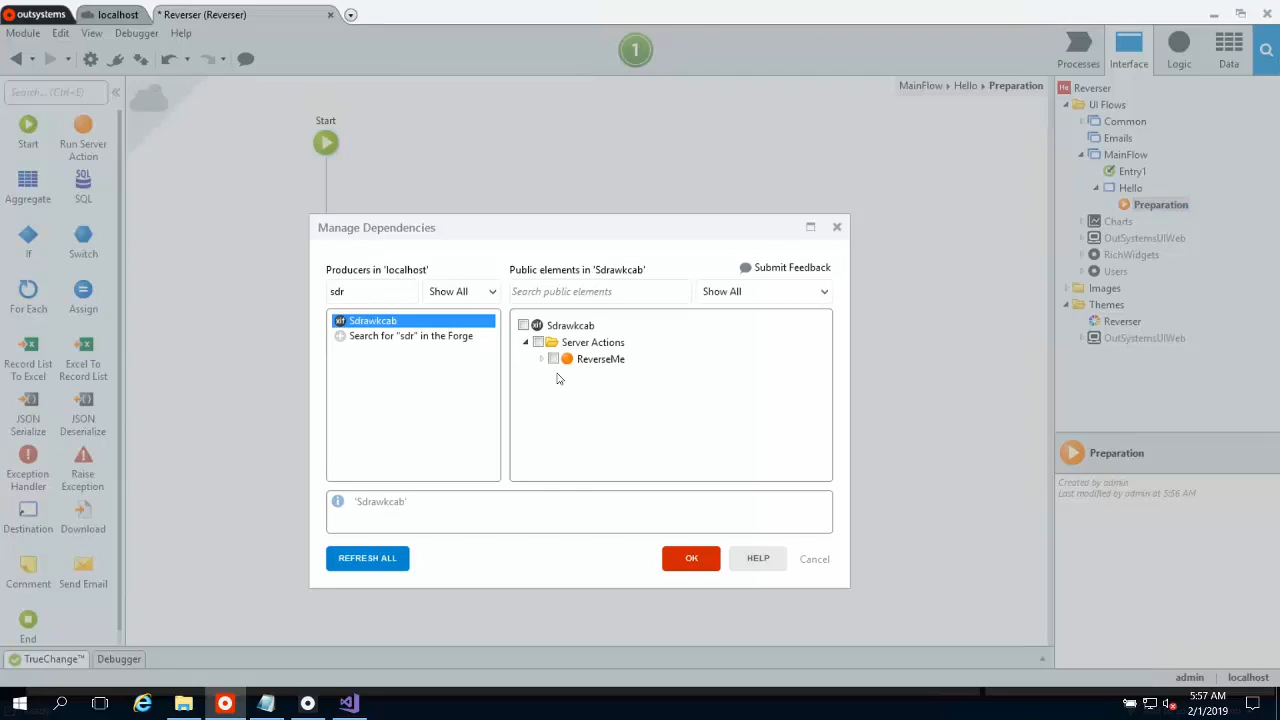 outsystems
localhost
* Reverser (Reverser)
Module Edit View Debugger Help
1
Processes
Interface
Logic
Data
Search... (Ctrl+E)
MainFlow Hello Preparation
Start
Run Server Action
Aggregate
SQL
If
Switch
For Each
Assign
Record List To Excel
Excel To Record List
JSON Serialize
JSON Deserialize
Exception Handler
Raise Exception
Destination
Download
Comment
Send Email
End
Start
Manage Dependencies
Producers in 'localhost'
sdr
Show All
Sdrawkcab
Search for "sdr" in the Forge
Public elements in 'Sdrawkcab'
Submit Feedback
Search public elements
Show All
Sdrawkcab
Server Actions
ReverseMe
'Sdrawkcab'
REFRESH ALL
OK
HELP
Cancel
Reverser
UI Flows
Common
Emails
MainFlow
Entry1
Hello
Preparation
Charts
OutSystemsUIWeb
RichWidgets
Users
Images
Themes
Reverser
OutSystemsUIWeb
Preparation
Created by admin
Last modified by admin at 5:56 AM
TrueChange™
Debugger
admin
localhost
5:57 AM
2/1/2019